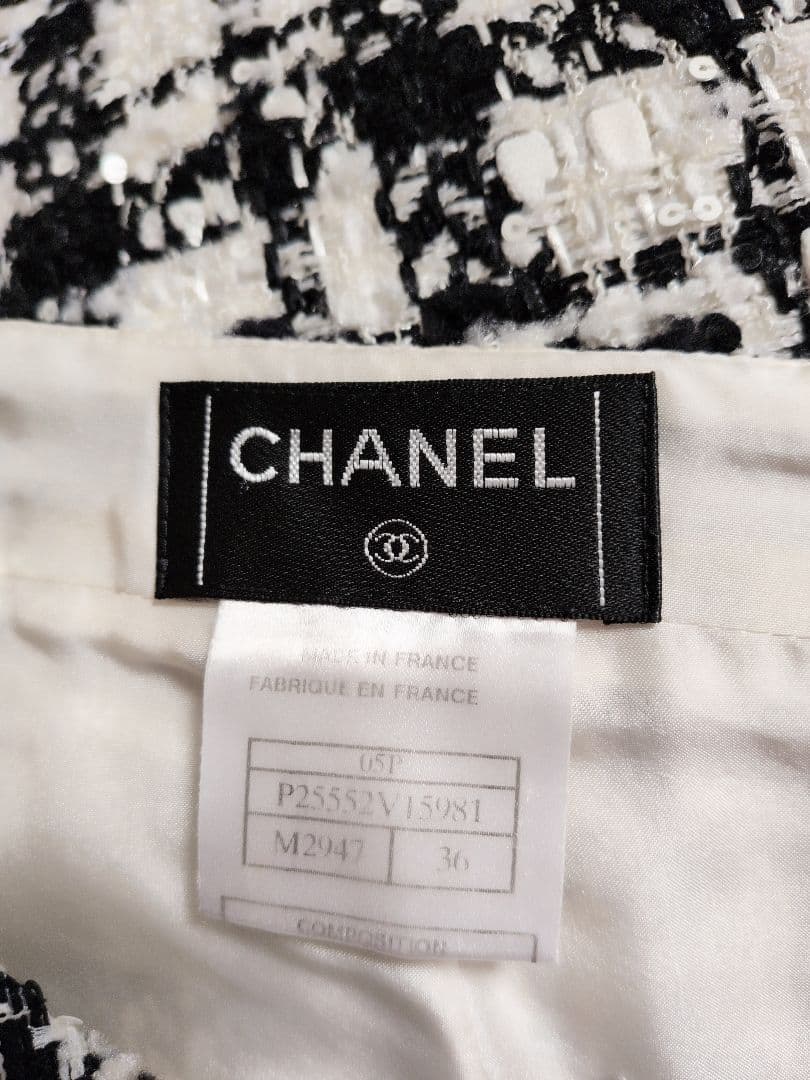 CHANEL
MADE IN FRANCE
FABRIQUE EN FRANCE
05P
P25552V15981
M2947 36
COMPOSITION